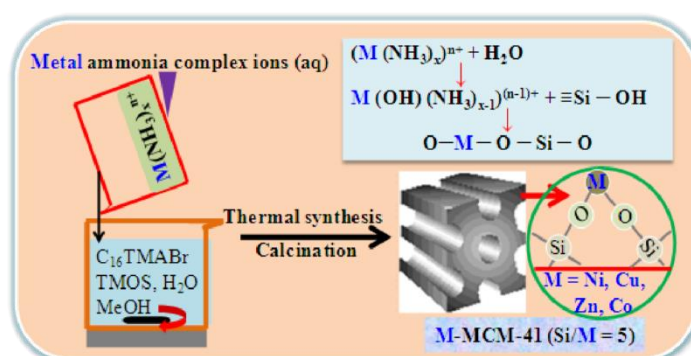 Metal ammonia complex ions (aq)
M(NH₃)ₓⁿ⁺
C₁₆TMABr
TMOS, H₂O
MeOH
Thermal synthesis
Calcination
(M (NH₃)ₓ)ⁿ⁺ + H₂O
M (OH) (NH₃)ₓ₋₁)⁽ⁿ⁻¹⁾⁺ + ≡Si – OH
O–M–O–Si–O
M
O O
Si Si
M = Ni, Cu,
Zn, Co
M-MCM-41 (Si/M = 5)